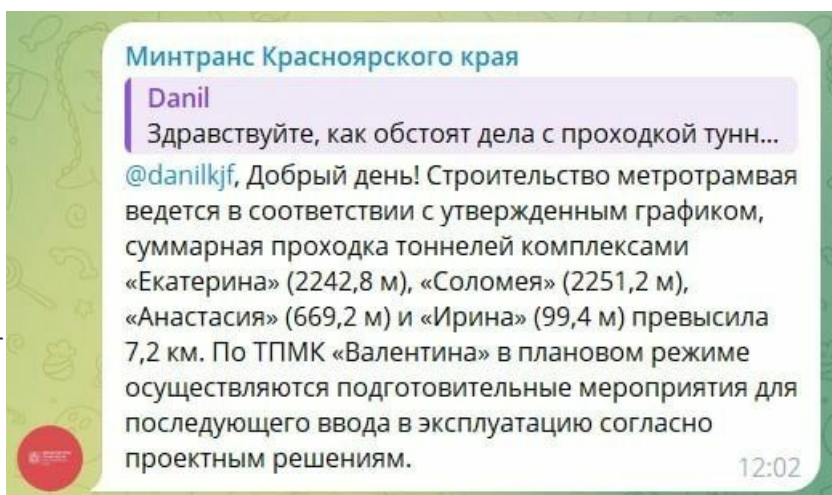 Минтранс Красноярского края
Danil
Здравствуйте, как обстоят дела с проходкой тунн...
@danilkjf, Добрый день! Строительство метротрамвая
ведется в соответствии с утвержденным графиком,
суммарная проходка тоннелей комплексами
«Екатерина» (2242,8 м), «Соломея» (2251,2 м),
«Анастасия» (669,2 м) и «Ирина» (99,4 м) превысила
7,2 км. По ТПМК «Валентина» в плановом режиме
осуществляются подготовительные мероприятия для
последующего ввода в эксплуатацию согласно
проектным решениям.
12:02